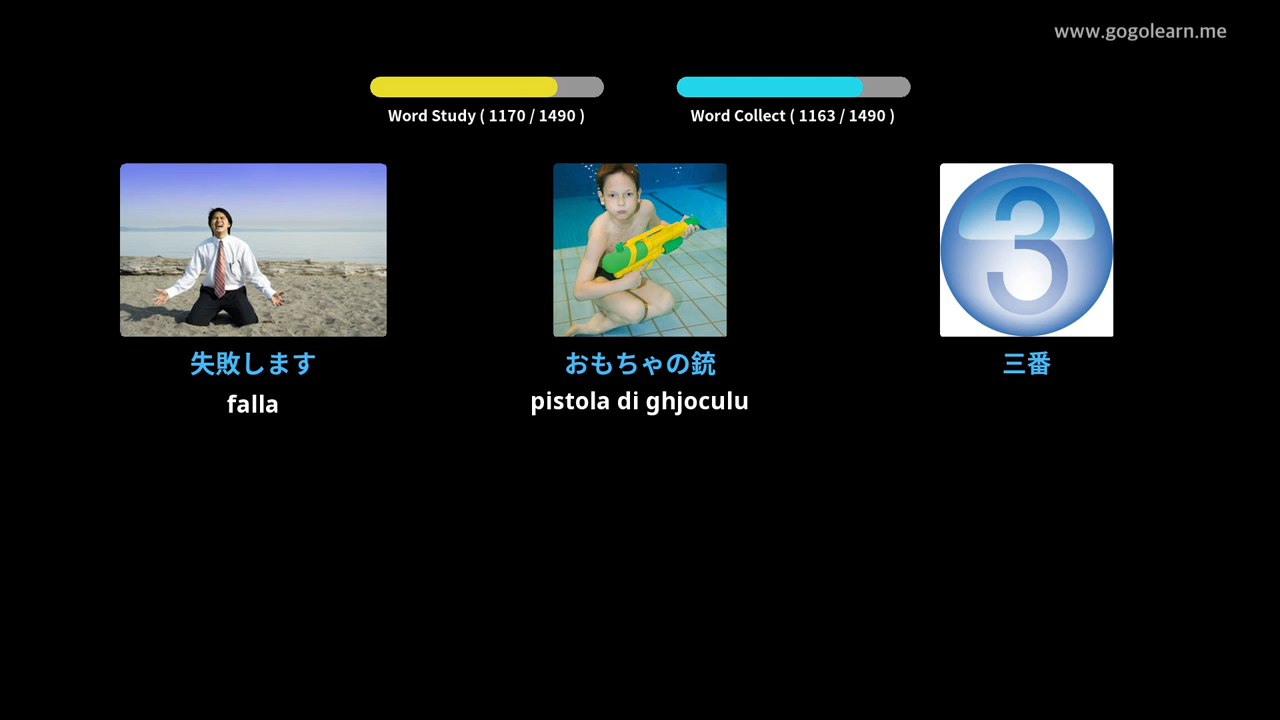 www.gogolearn.me
Word Study ( 1170 / 1490 )
Word Collect ( 1163 / 1490 )
3
失敗します
おもちゃの銃
三番
falla
pistola di ghjoculu